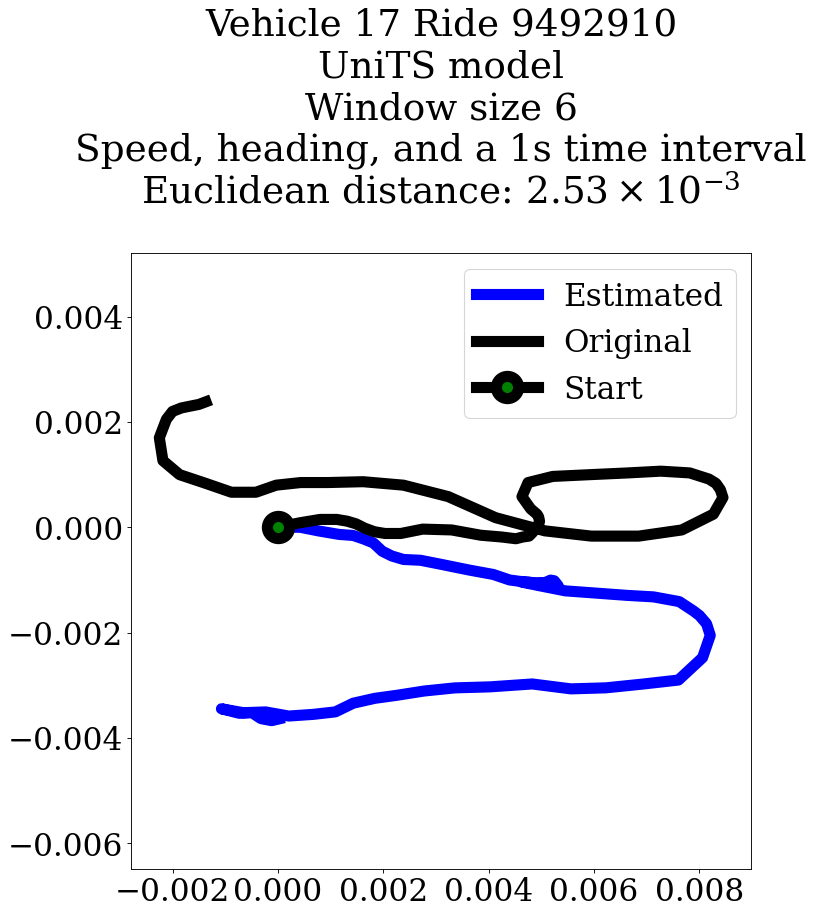 Vehicle 17 Ride 9492910
UniTS model
Window size 6
Speed, heading, and a 1s time interval
Euclidean distance: 2.53 × 10⁻³
Estimated
Original
Start
0.004
0.002
0.000
−0.002
−0.004
−0.006
−0.002 0.000 0.002 0.004 0.006 0.008